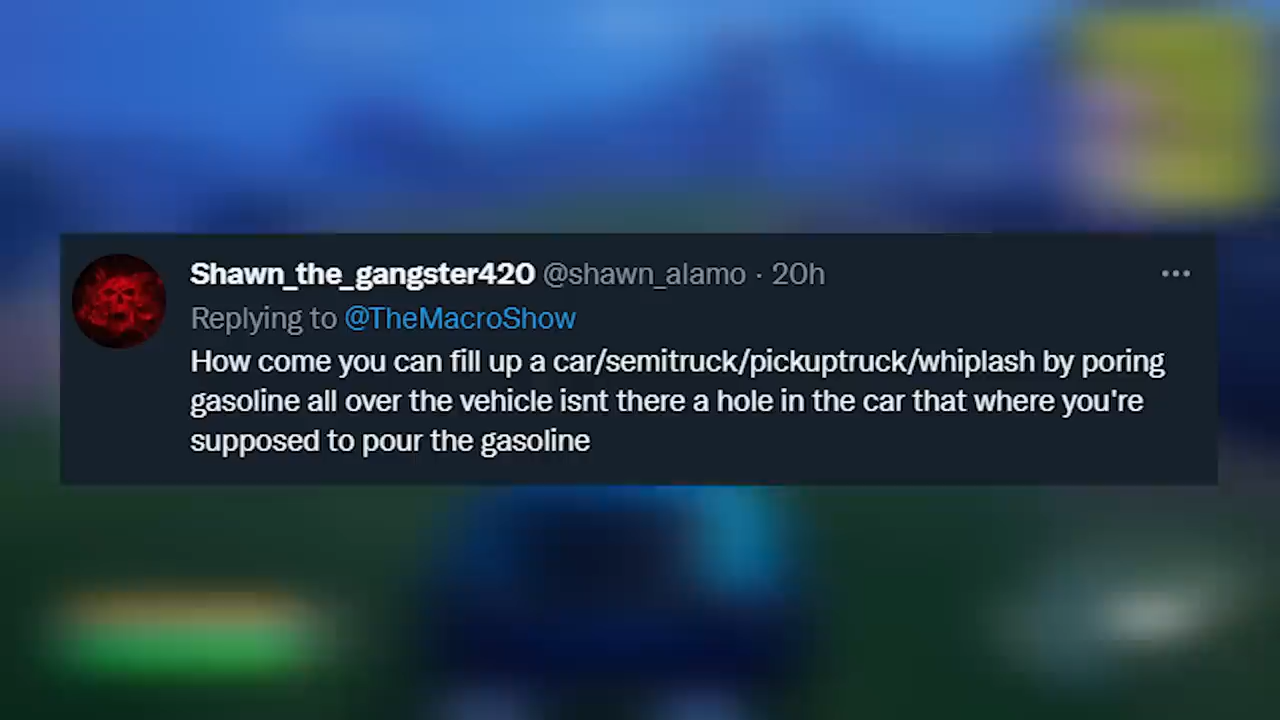 Shawn_the_gangster420 @shawn_alamo · 20h
Replying to @TheMacroShow
How come you can fill up a car/semitruck/pickuptruck/whiplash by poring
gasoline all over the vehicle isnt there a hole in the car that where you're
supposed to pour the gasoline